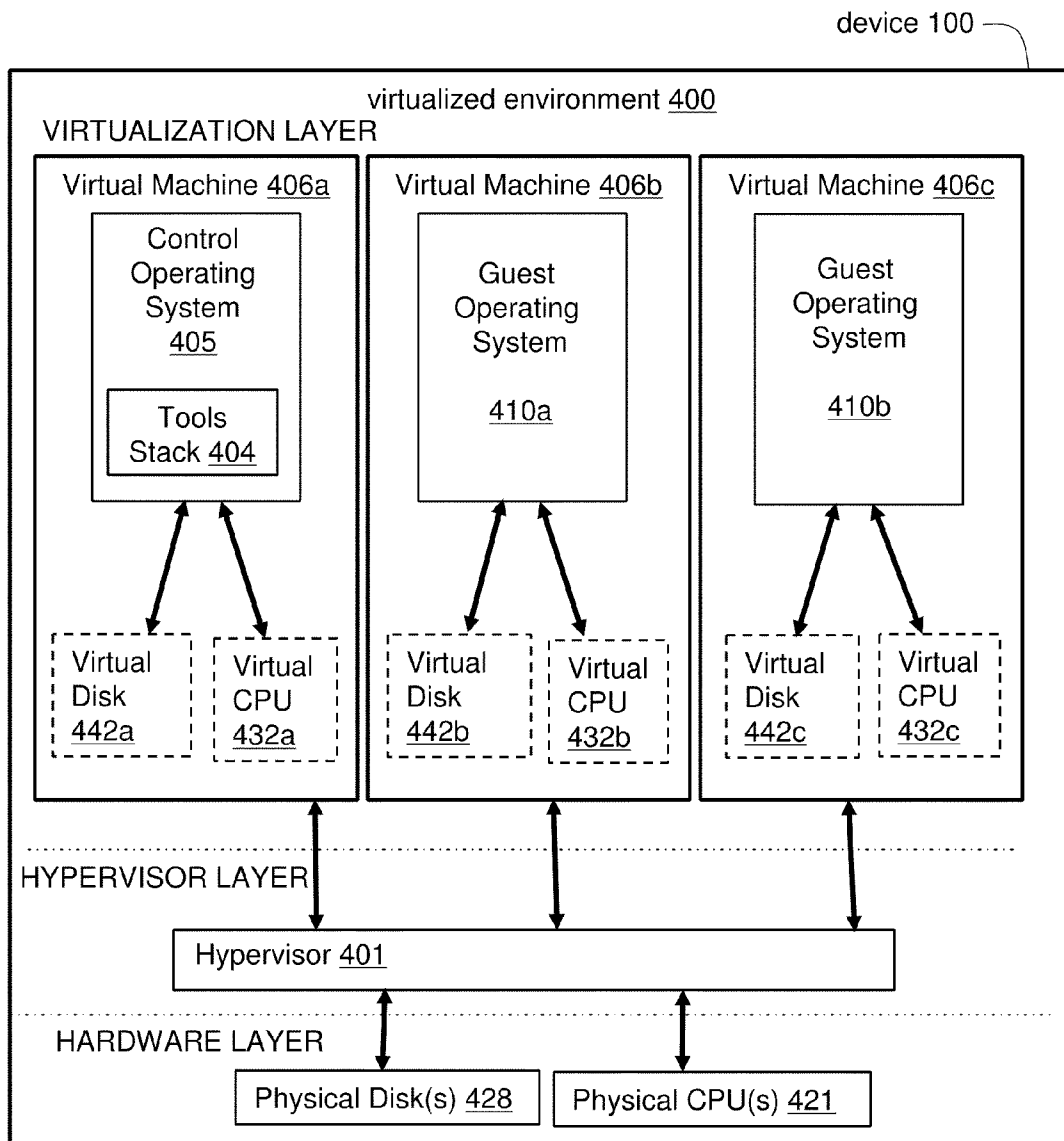 device 100
virtualized environment 400
VIRTUALIZATION LAYER
Virtual Machine 406a
Control
Operating
System
405
Tools
Stack 404
Virtual
Disk
442a
Virtual
CPU
432a
Virtual Machine 406b
Guest
Operating
System
410a
Virtual
Disk
442b
Virtual
CPU
432b
Virtual Machine 406c
Guest
Operating
System
410b
Virtual
Disk
442c
Virtual
CPU
432c
HYPERVISOR LAYER
Hypervisor 401
HARDWARE LAYER
Physical Disk(s) 428
Physical CPU(s) 421